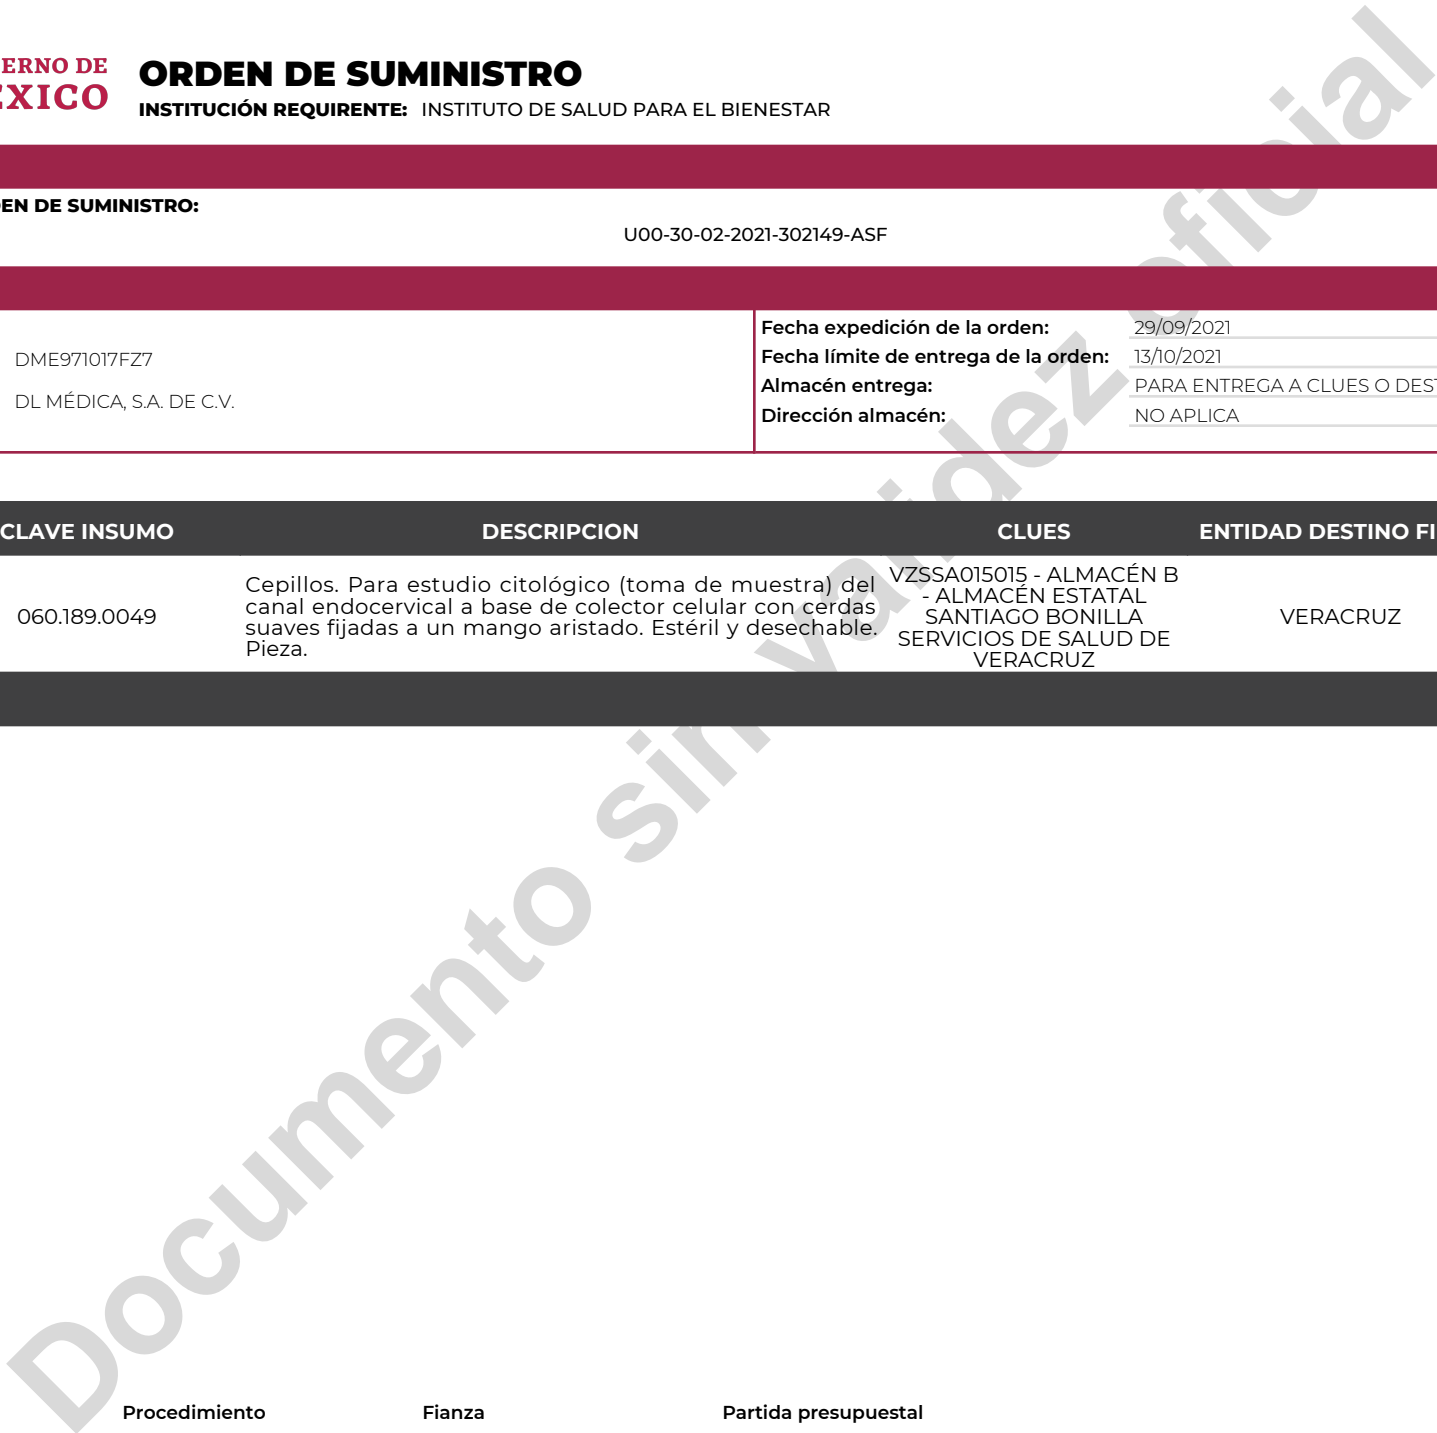 ERNO DE
EXICO
ORDEN DE SUMINISTRO
INSTITUCIÓN REQUIRENTE: INSTITUTO DE SALUD PARA EL BIENESTAR
EN DE SUMINISTRO:
U00-30-02-2021-302149-ASF
DME971017FZ7
DL MÉDICA, S.A. DE C.V.
Fecha expedición de la orden: 29/09/2021
Fecha límite de entrega de la orden: 13/10/2021
Almacén entrega: PARA ENTREGA A CLUES O DEST
Dirección almacén: NO APLICA
CLAVE INSUMO DESCRIPCION CLUES ENTIDAD DESTINO FI
060.189.0049
Cepillos. Para estudio citológico (toma de muestra) del
canal endocervical a base de colector celular con cerdas
suaves fijadas a un mango aristado. Estéril y desechable.
Pieza.
VZSSA015015 - ALMACÉN B
- ALMACÉN ESTATAL
SANTIAGO BONILLA
SERVICIOS DE SALUD DE
VERACRUZ
VERACRUZ
Documento sin validez oficial
Procedimiento Fianza Partida presupuestal